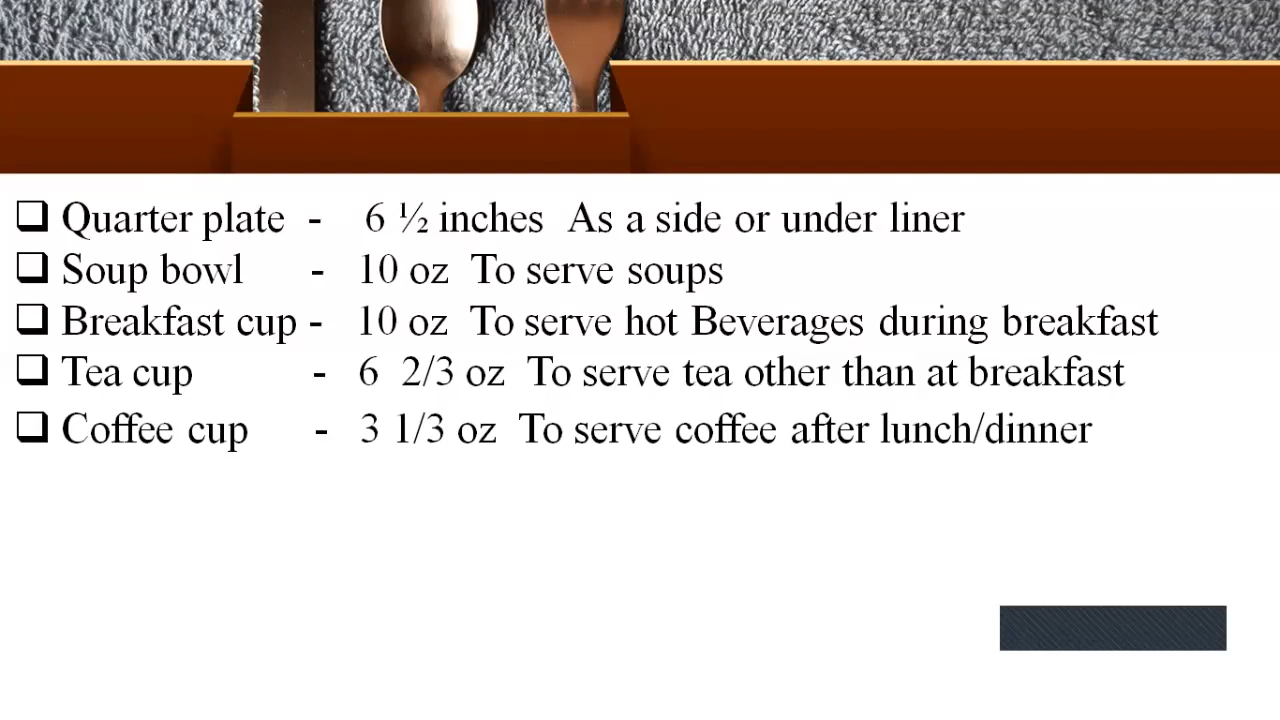 ❑ Quarter plate - 6 ½ inches As a side or under liner
❑ Soup bowl - 10 oz To serve soups
❑ Breakfast cup - 10 oz To serve hot Beverages during breakfast
❑ Tea cup - 6 2/3 oz To serve tea other than at breakfast
❑ Coffee cup - 3 1/3 oz To serve coffee after lunch/dinner